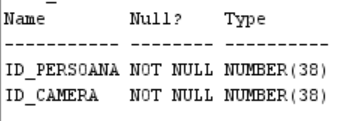 Name Null? Type
----------- -------- ----------
ID_PERSOANA NOT NULL NUMBER(38)
ID_CAMERA NOT NULL NUMBER(38)